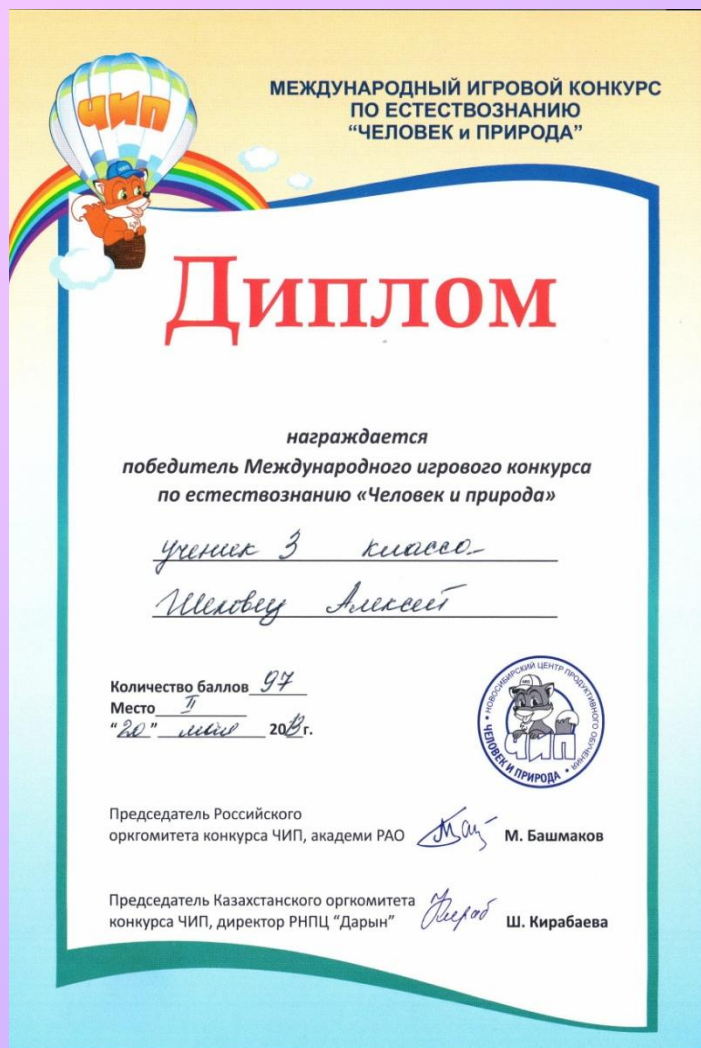 ЧИП
МЕЖДУНАРОДНЫЙ ИГРОВОЙ КОНКУРС
ПО ЕСТЕСТВОЗНАНИЮ
“ЧЕЛОВЕК и ПРИРОДА”
Диплом
награждается
победитель Международного игрового конкурса
по естествознанию «Человек и природа»
ученик 3 класса
Алексей
Количество баллов 97
Место II
“20” мая 2013г.
НОВОСИБИРСКИЙ ЦЕНТР ПРОДУКТИВНОГО ОБУЧЕНИЯ
ЧИП
• ЧЕЛОВЕК И ПРИРОДА •
Председатель Российского
оргкомитета конкурса ЧИП, академи РАО М. Башмаков
Председатель Казахстанского оргкомитета
конкурса ЧИП, директор РНПЦ “Дарын” Ш. Кирабаева